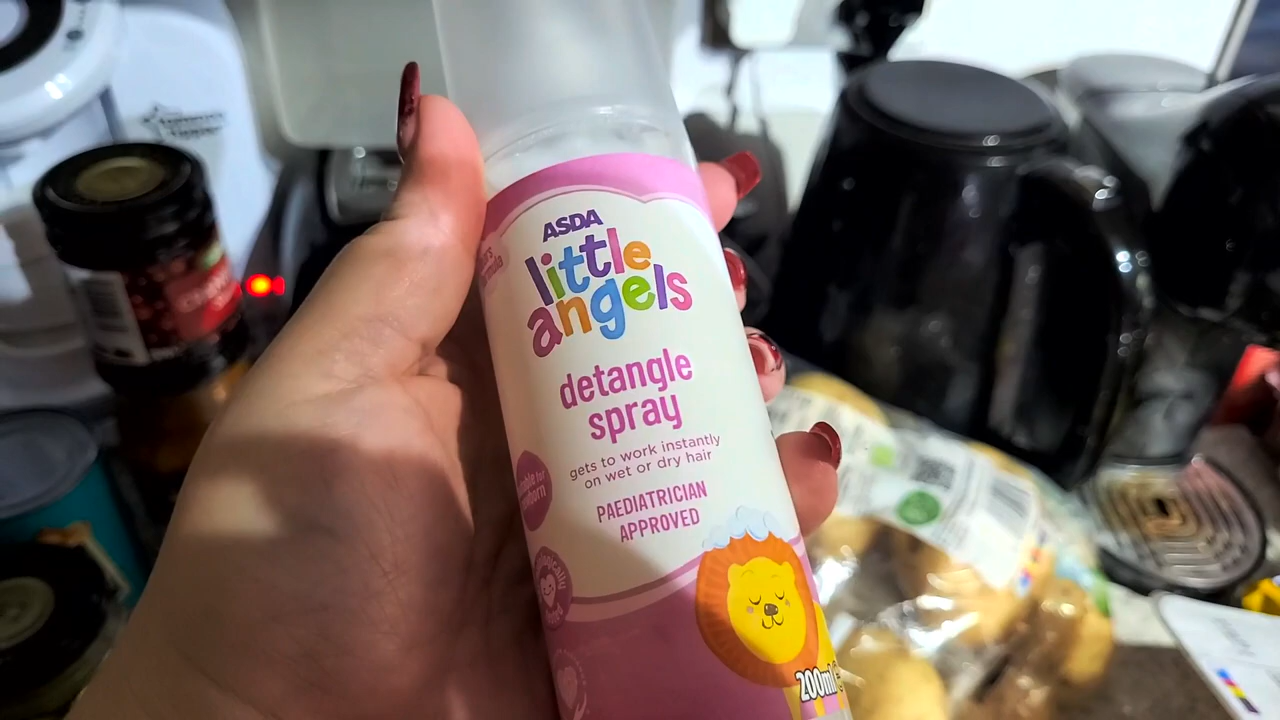 ASDA
little
angels
detangle
spray
gets to work instantly
on wet or dry hair
PAEDIATRICIAN
APPROVED
200ml